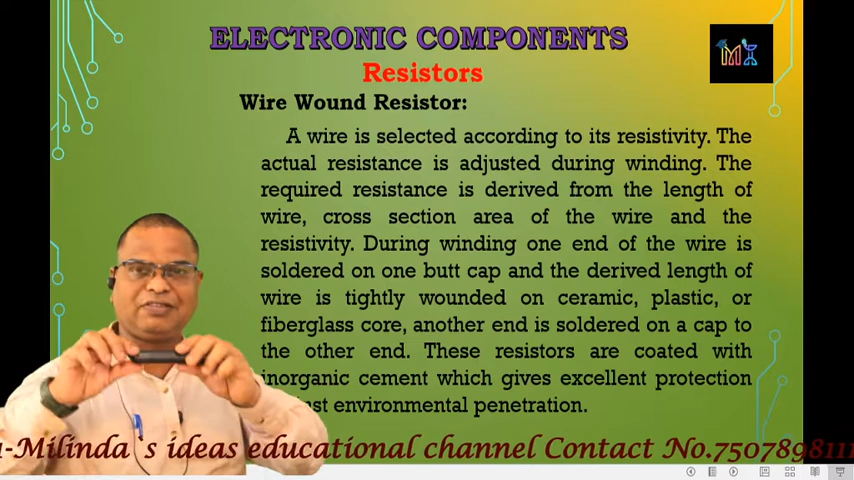 ELECTRONIC COMPONENTS
Resistors
Wire Wound Resistor:
A wire is selected according to its resistivity. The
actual resistance is adjusted during winding. The
required resistance is derived from the length of
wire, cross section area of the wire and the
resistivity. During winding one end of the wire is
soldered on one butt cap and the derived length of
wire is tightly wounded on ceramic, plastic, or
fiberglass core, another end is soldered on a cap to
the other end. These resistors are coated with
inorganic cement which gives excellent protection
environmental penetration.
-Milinda`s ideas educational channel Contact No.7507898111